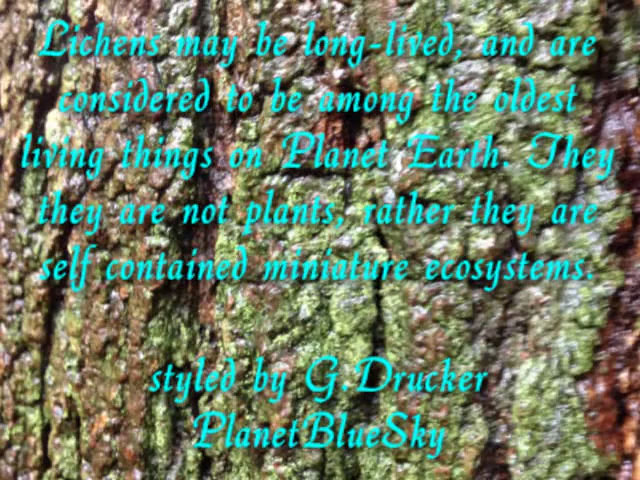 Lichens may be long-lived, and are
considered to be among the oldest
living things on Planet Earth. They
they are not plants, rather they are
self contained miniature ecosystems.
styled by G.Drucker
PlanetBlueSky